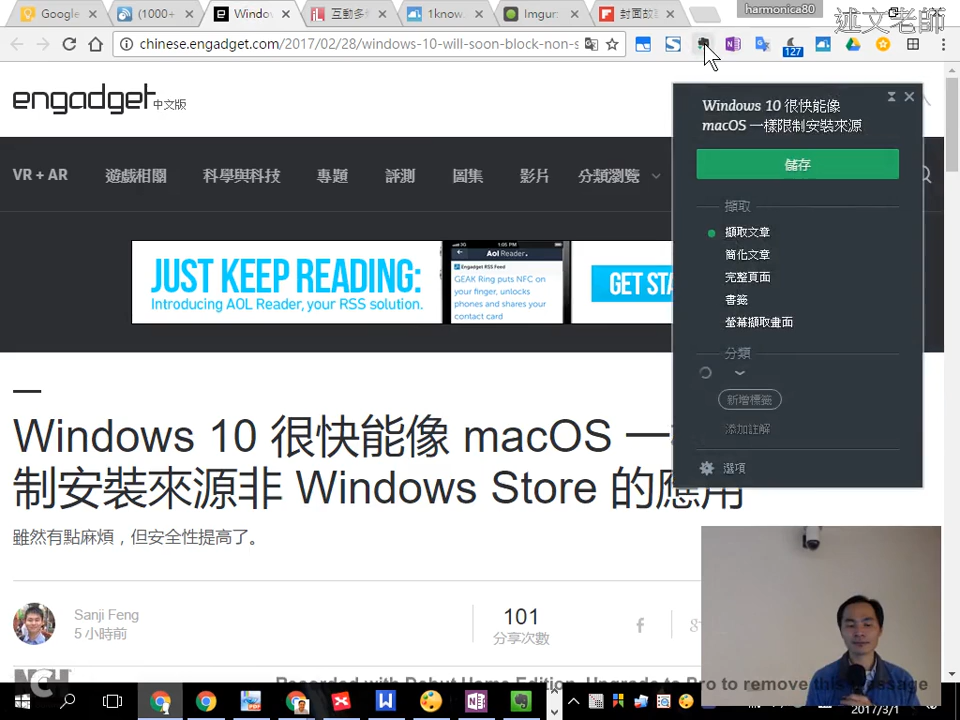 Google
(1000+
Windo
互動多
1know
Imgur:
封面故
harmonica80
述文老師
chinese.engadget.com/2017/02/28/windows-10-will-soon-block-non-s
127
engadget 中文版
VR + AR
遊戲相關
科學與科技
專題
評測
圖集
影片
分類瀏覽
Windows 10 很快能像
macOS 一樣限制安裝來源
儲存
擷取
擷取文章
簡化文章
完整頁面
書籤
螢幕擷取畫面
分類
新增標籤
添加註解
選項
JUST KEEP READING:
Introducing AOL Reader, your RSS solution.
1:05 PM
Aol Reader.
Engadget RSS Feed
GEAK Ring puts NFC on
your finger, unlocks
phones and shares your
contact card
GET STA
Windows 10 很快能像 macOS 一
制安裝來源非 Windows Store 的應用
雖然有點麻煩，但安全性提高了。
Sanji Feng
5 小時前
101
分享次數
NCH
Recorded with Debut Home Edition. Upgrade to Pro to remove this message
2017/3/1